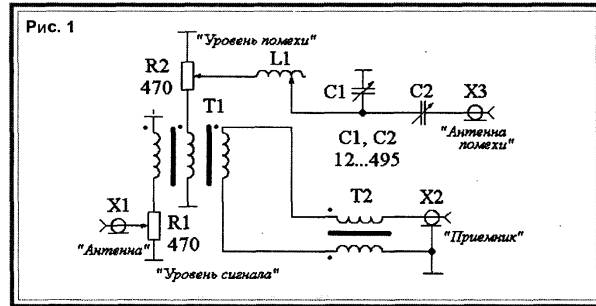 Рис. 1
"Уровень помехи"
R2
470
L1
C1
C2
X3
T1
C1, C2
12...495
"Антенна
помехи"
T2
X2
X1
R1
470
"Антенна"
"Приемник"
"Уровень сигнала"